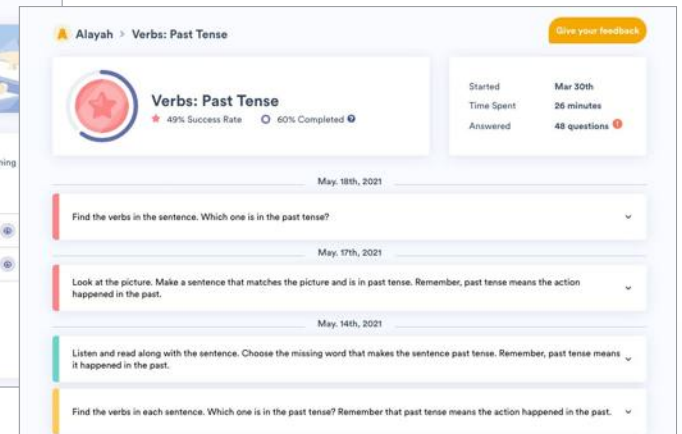 A Alayah > Verbs: Past Tense
Give your feedback
Verbs: Past Tense
49% Success Rate 60% Completed ?
Started Mar 30th
Time Spent 26 minutes
Answered 48 questions !
May. 18th, 2021
Find the verbs in the sentence. Which one is in the past tense?
May. 17th, 2021
Look at the picture. Make a sentence that matches the picture and is in past tense. Remember, past tense means the action
happened in the past.
May. 14th, 2021
Listen and read along with the sentence. Choose the missing word that makes the sentence past tense. Remember, past tense means
it happened in the past.
Find the verbs in each sentence. Which one is in the past tense? Remember that past tense means the action happened in the past.